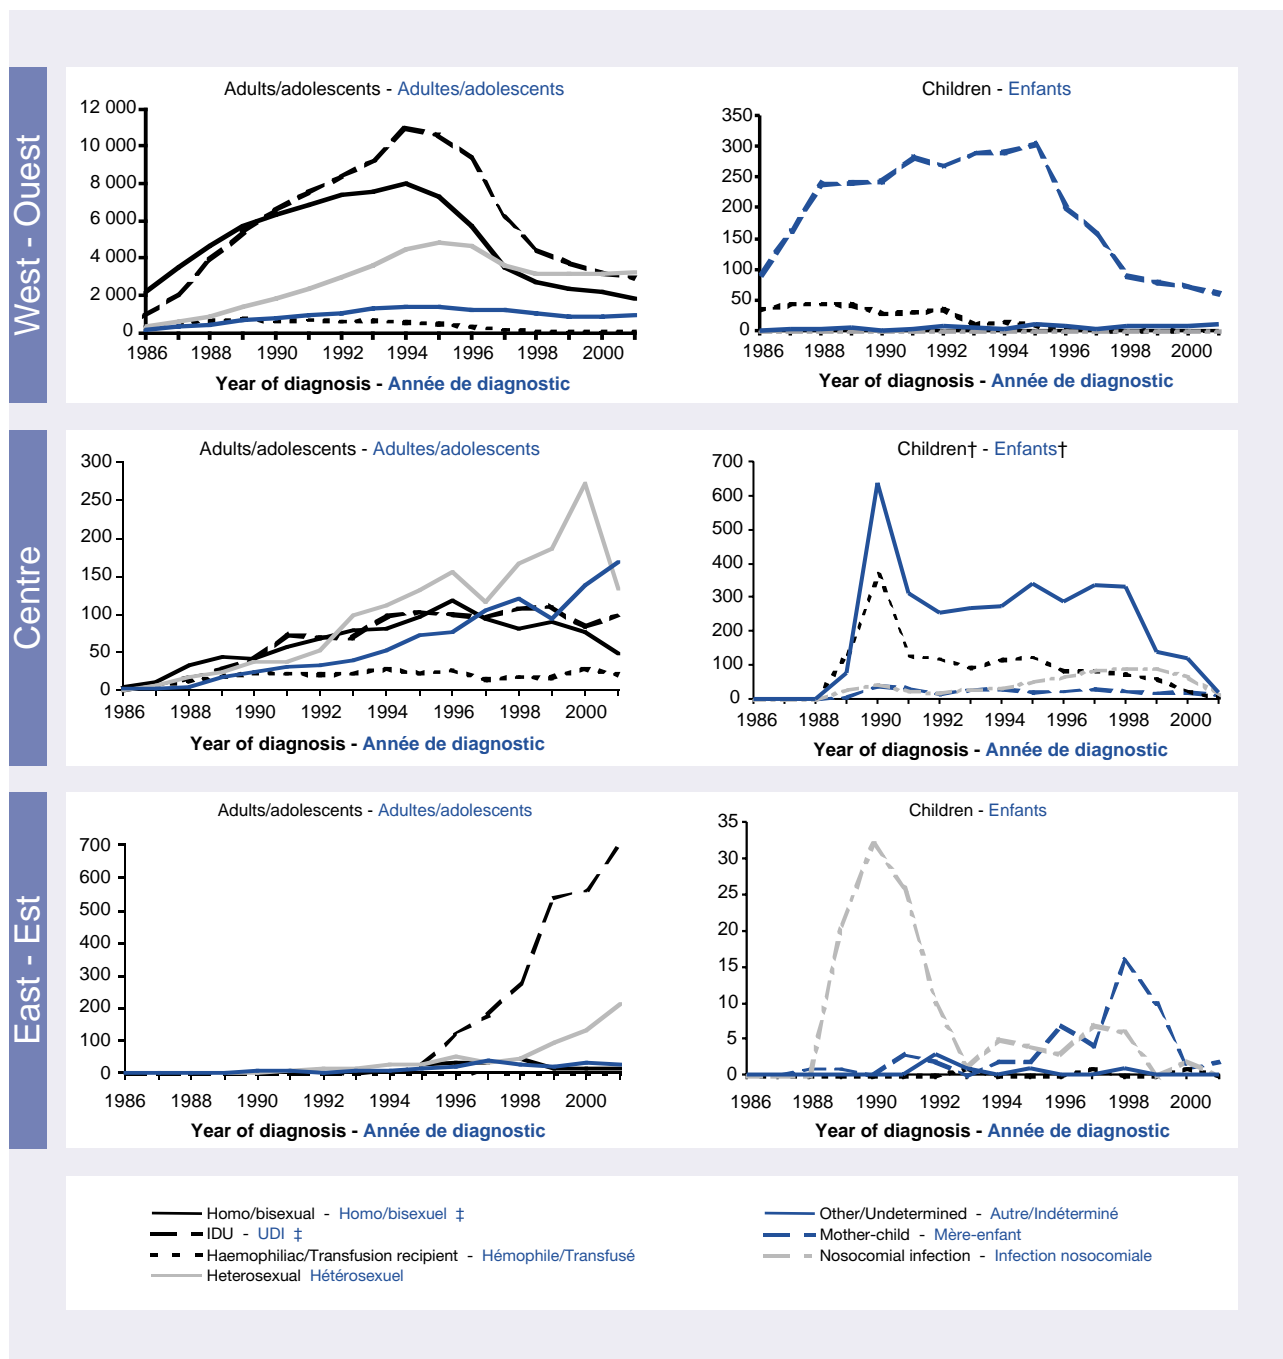 West - Ouest
Adults/adolescents - Adultes/adolescents
12 000
10 000
8 000
6 000
4 000
2 000
0
1986 1988 1990 1992 1994 1996 1998 2000
Year of diagnosis - Année de diagnostic
Children - Enfants
350
300
250
200
150
100
50
0
1986 1988 1990 1992 1994 1996 1998 2000
Year of diagnosis - Année de diagnostic
Centre
Adults/adolescents - Adultes/adolescents
300
250
200
150
100
50
0
1986 1988 1990 1992 1994 1996 1998 2000
Year of diagnosis - Année de diagnostic
Children† - Enfants†
700
600
500
400
300
200
100
0
1986 1988 1990 1992 1994 1996 1998 2000
Year of diagnosis - Année de diagnostic
East - Est
Adults/adolescents - Adultes/adolescents
700
600
500
400
300
200
100
0
1986 1988 1990 1992 1994 1996 1998 2000
Year of diagnosis - Année de diagnostic
Children - Enfants
35
30
25
20
15
10
5
0
1986 1988 1990 1992 1994 1996 1998 2000
Year of diagnosis - Année de diagnostic
Homo/bisexual - Homo/bisexuel ‡
IDU - UDI ‡
Haemophiliac/Transfusion recipient - Hémophile/Transfusé
Heterosexual Hétérosexuel
Other/Undetermined - Autre/Indéterminé
Mother-child - Mère-enfant
Nosocomial infection - Infection nosocomiale